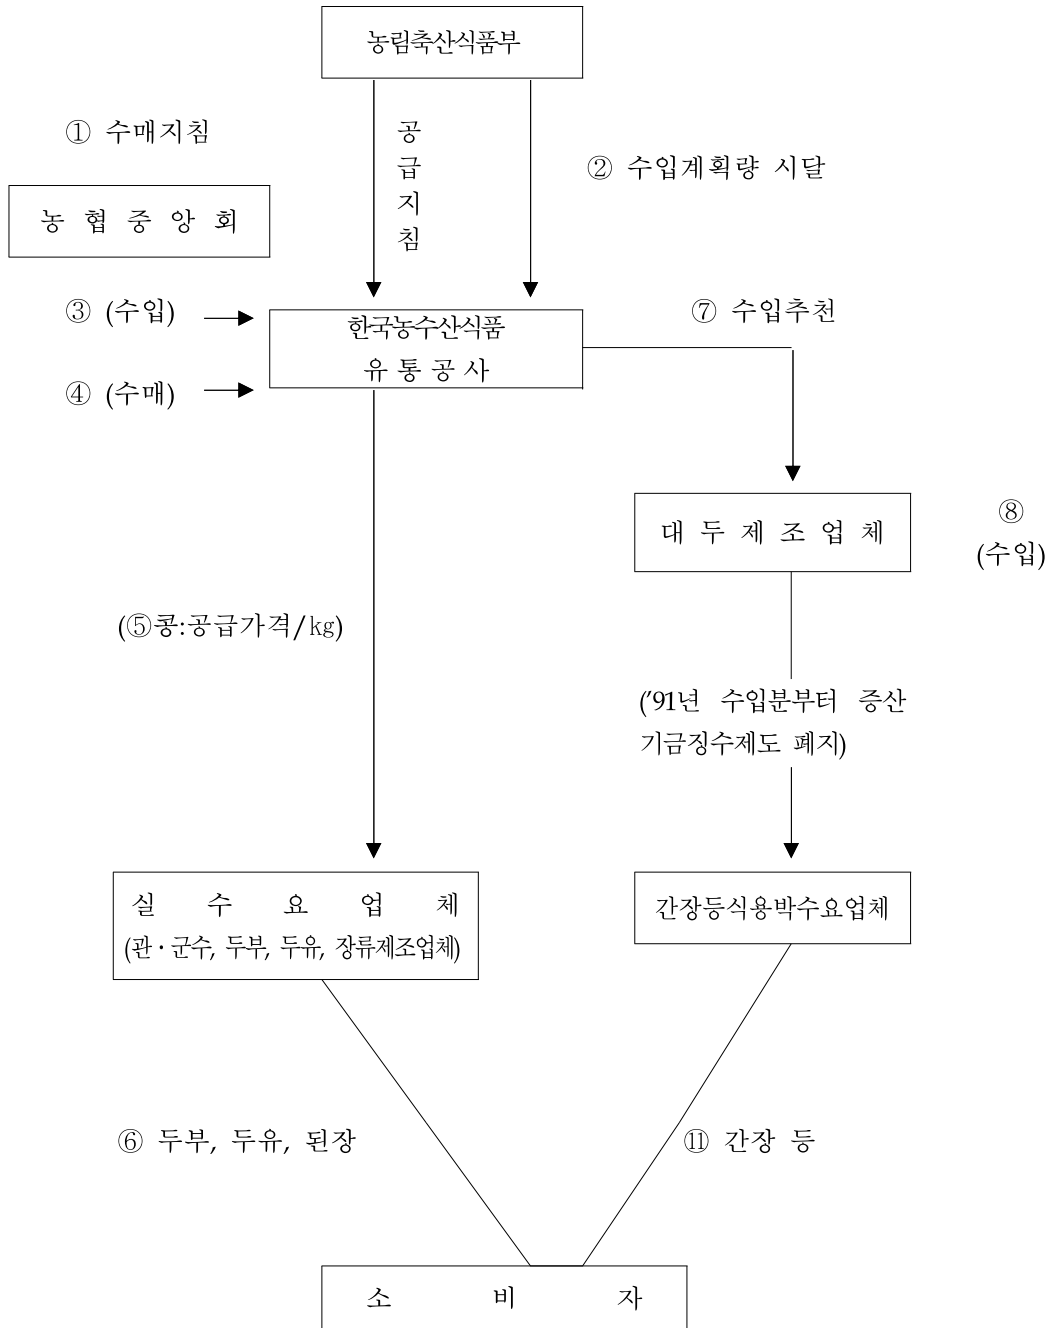 농림축산식품부
① 수매지침
공
급
지
침
② 수입계획량 시달
농 협 중 앙 회
③ (수입)
한국농수산식품
유 통 공 사
⑦ 수입추천
④ (수매)
대 두 제 조 업 체
⑧
(수입)
(⑤콩:공급가격/㎏)
('91년 수입분부터 증산
기금징수제도 폐지)
실 수 요 업 체
(관·군수, 두부, 두유, 장류제조업체)
간장등식용박수요업체
⑥ 두부, 두유, 된장
⑪ 간장 등
소 비 자